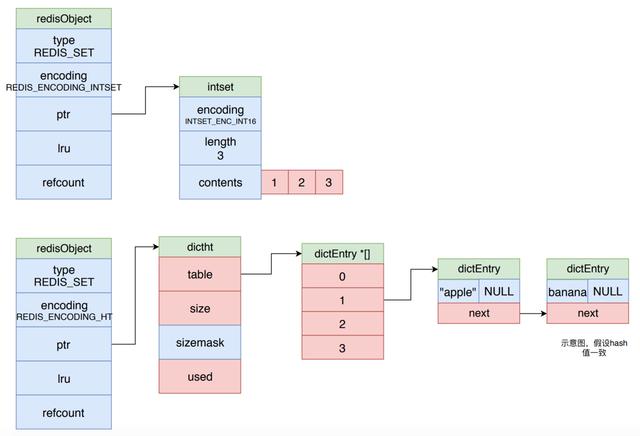 redisObject
type
REDIS_SET
encoding
REDIS_ENCODING_INTSET
ptr
lru
refcount
intset
encoding
INTSET_ENC_INT16
length
3
contents
1 2 3
redisObject
type
REDIS_SET
encoding
REDIS_ENCODING_HT
ptr
lru
refcount
dictht
table
size
sizemask
used
dictEntry *[]
0
1
2
3
dictEntry
"apple" NULL
next
dictEntry
banana NULL
next
示意图，假设hash
值一致